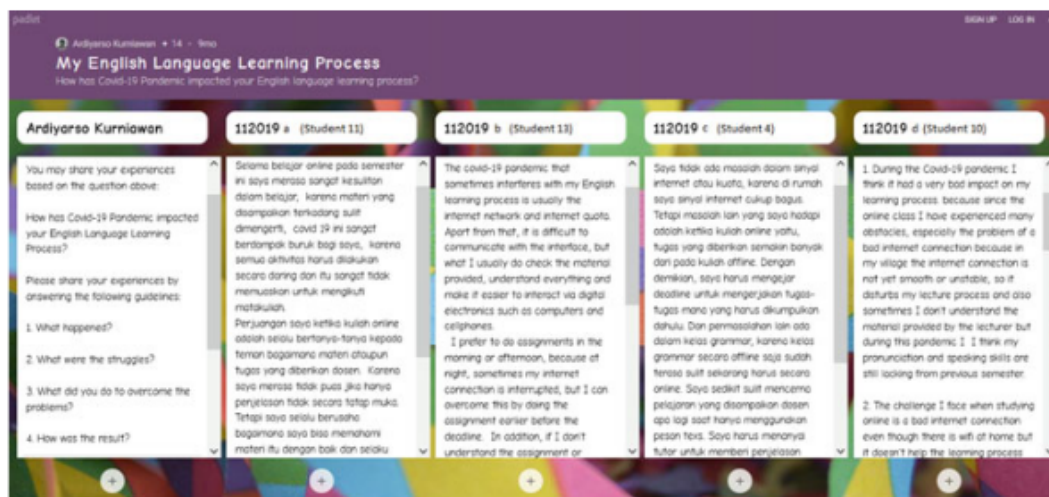 padlet
SIGN UP LOG IN
Ardiyarso Kurniawan + 14 - 9mo
My English Language Learning Process
How has Covid-19 Pandemic impacted your English language learning process?
Ardiyarso Kurniawan
You may share your experiences
based on the question above:
How has Covid-19 Pandemic impacted
your English Language Learning
Process?
Please share your experiences by
answering the following guidelines:
1. What happened?
2. What were the struggles?
3. What did you do to overcome the
problems?
4. How was the result?
112019 a (Student 11)
Selama belajar online pada semester
ini saya merasa sangat kesulitan
dalam belajar, karena materi yang
disampaikan terkadang sulit
dimengerti, covid 19 ini sangat
berdampak buruk bagi saya, karena
semua aktivitas harus dilakukan
secara daring dan itu sangat tidak
memuaskan untuk mengikuti
matakuliah.
Perjuangan saya ketika kuliah online
adalah selalu bertanya-tanya kepada
teman bagaimana materi ataupun
tugas yang diberikan dosen. Karena
saya merasa tidak puas jika hanya
penjelasan tidak secara tatap muka.
Tetapi saya selalu berusaha
bagaimana saya bisa memahami
materi itu dengan baik dan selaku
112019 b (Student 13)
The covid-19 pandemic that
sometimes interferes with my English
learning process is usually the
internet network and internet quota.
Apart from that, it is difficult to
communicate with the interface, but
what I usually do check the material
provided, understand everything and
make it easier to interact via digital
electronics such as computers and
cellphones.
I prefer to do assignments in the
morning or afternoon, because at
night, sometimes my internet
connection is interrupted, but I can
overcome this by doing the
assignment earlier before the
deadline. In addition, if I don't
understand the assignment or
112019 c (Student 4)
Saya tidak ada masalah dalam sinyal
internet atau kuota, karena di rumah
saya sinyal internet cukup bagus.
Tetapi masalah lain yang saya hadapi
adalah ketika kuliah online yaitu,
tugas yang diberikan semakin banyak
dari pada kuliah offline. Dengan
demikian, saya harus mengejar
deadline untuk mengerjakan tugas-
tugas mana yang harus dikumpulkan
dahulu. Dan permasalahan lain ada
dalam kelas grammar, karena kelas
grammar secara offline saja sudah
terasa sulit sekarang harus secara
online. Saya sedikit sulit mencerna
pelajaran yang disampaikan dosen
apa lagi saat hanya menggunakan
pesan teks. Saya harus menanyai
tutor untuk memberi penjelasan
112019 d (Student 10)
1. During the Covid-19 pandemic I
think it had a very bad impact on my
learning process. because since the
online class I have experienced many
obstacles, especially the problem of a
bad internet connection because in
my village the internet connection is
not yet smooth or unstable, so it
disturbs my lecture process and also
sometimes I don't understand the
material provided by the lecturer but
during this pandemic I I think my
pronunciation and speaking skills are
still lacking from previous semester.
2. The challenge I face when studying
online is a bad internet connection
even though there is wifi at home but
it doesn't help the learning process